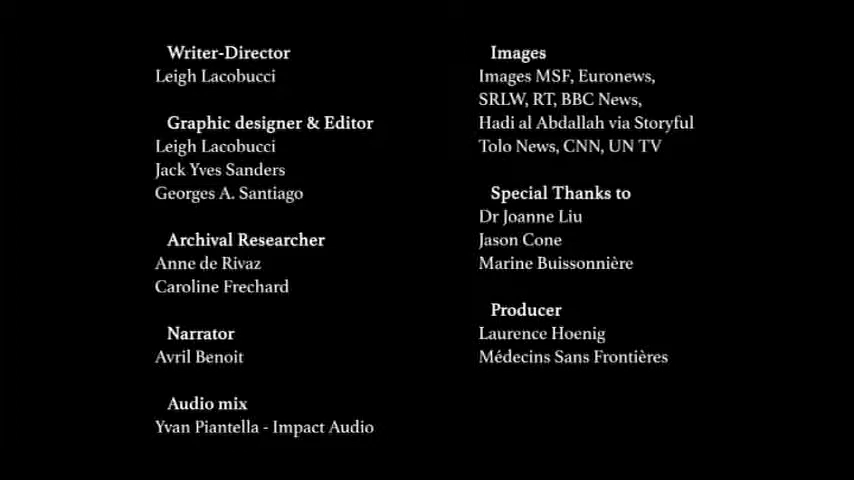 Writer-Director
Leigh Lacobucci
Graphic designer & Editor
Leigh Lacobucci
Jack Yves Sanders
Georges A. Santiago
Archival Researcher
Anne de Rivaz
Caroline Frechard
Narrator
Avril Benoit
Audio mix
Yvan Piantella - Impact Audio
Images
Images MSF, Euronews,
SRLW, RT, BBC News,
Hadi al Abdallah via Storyful
Tolo News, CNN, UN TV
Special Thanks to
Dr Joanne Liu
Jason Cone
Marine Buissonnière
Producer
Laurence Hoenig
Médecins Sans Frontières